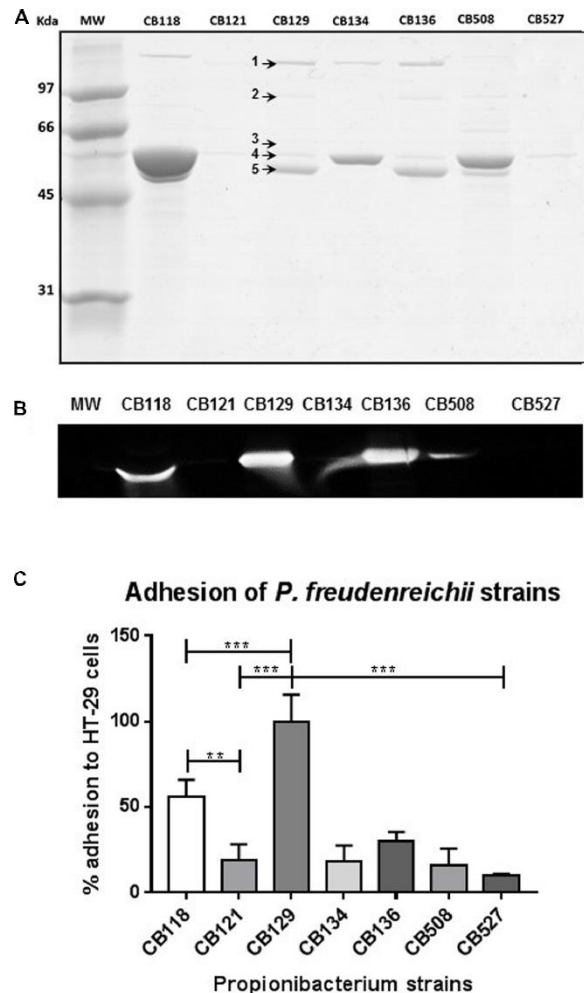 A
Kda MW CB118 CB121 CB129 CB134 CB136 CB508 CB527
1
97
2
66
3
4
5
45
31
B
MW CB118 CB121 CB129 CB134 CB136 CB508 CB527
C
Adhesion of P. freudenreichii strains
% adhesion to HT-29 cells
150
100
50
0
***
*** ***
**
CB118 CB121 CB129 CB134 CB136 CB508 CB527
Propionibacterium strains